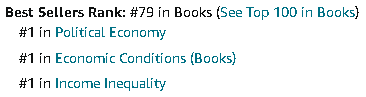 Best Sellers Rank: #79 in Books (See Top 100 in Books)
#1 in Political Economy
#1 in Economic Conditions (Books)
#1 in Income Inequality